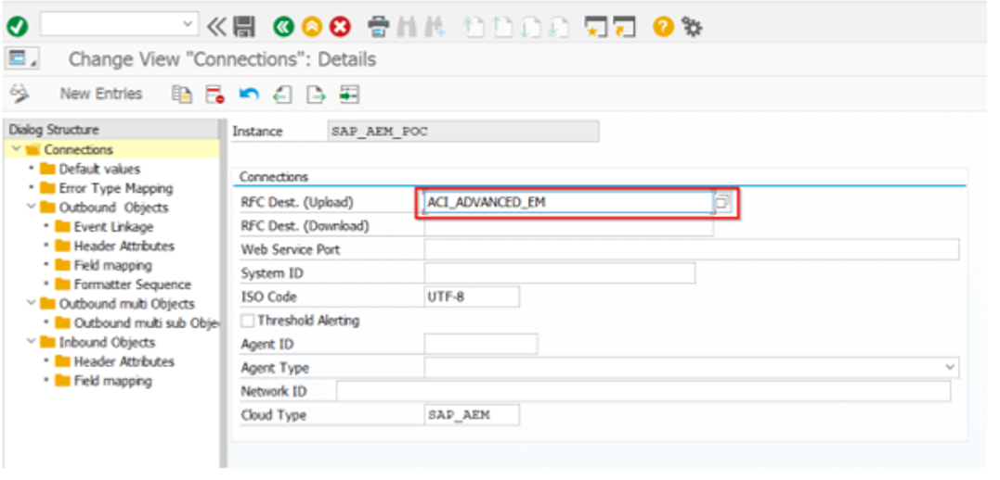 Change View "Connections": Details
New Entries
Dialog Structure
Connections
Default values
Error Type Mapping
Outbound Objects
Event Linkage
Header Attributes
Field mapping
Formatter Sequence
Outbound multi Objects
Outbound multi sub Obje
Inbound Objects
Header Attributes
Field mapping
Instance SAP_AEM_POC
Connections
RFC Dest. (Upload) ACI_ADVANCED_EM
RFC Dest. (Download)
Web Service Port
System ID
ISO Code UTF-8
Threshold Alerting
Agent ID
Agent Type
Network ID
Cloud Type SAP_AEM